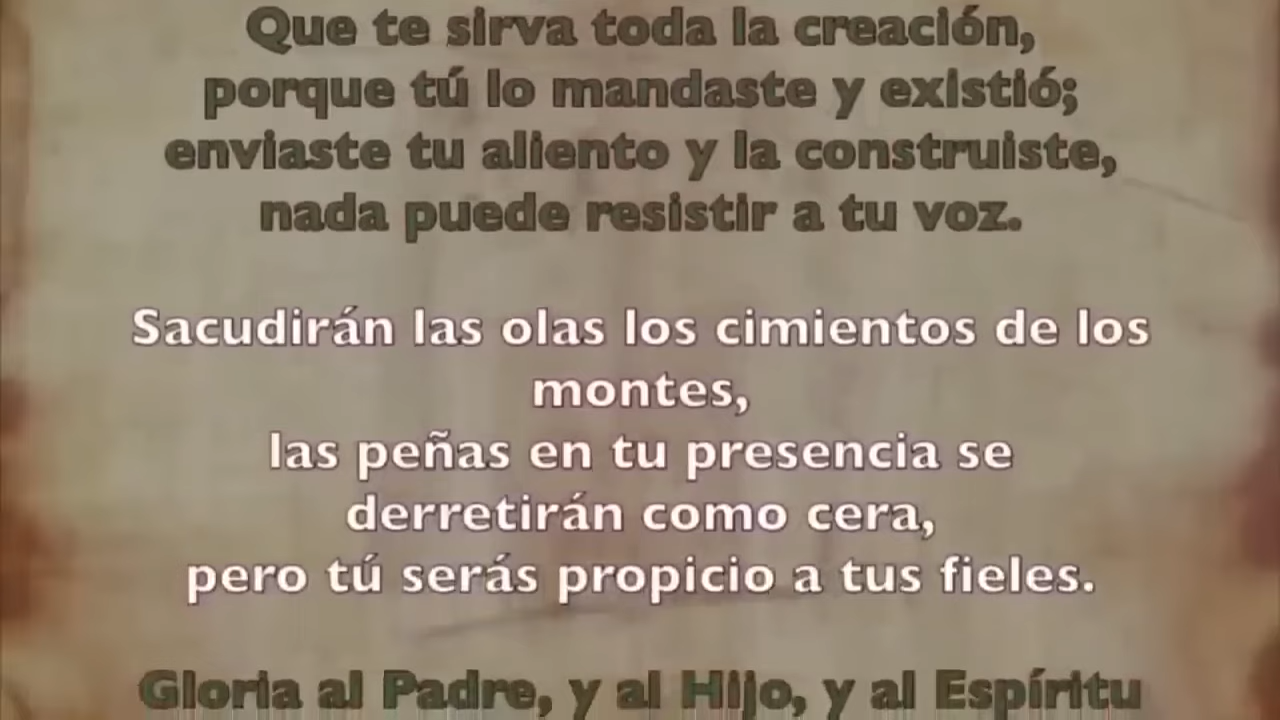 Que te sirva toda la creación,
porque tú lo mandaste y existió;
enviaste tu aliento y la construiste,
nada puede resistir a tu voz.
Sacudirán las olas los cimientos de los
montes,
las peñas en tu presencia se
derretirán como cera,
pero tú serás propicio a tus fieles.
Gloria al Padre, y al Hijo, y al Espíritu